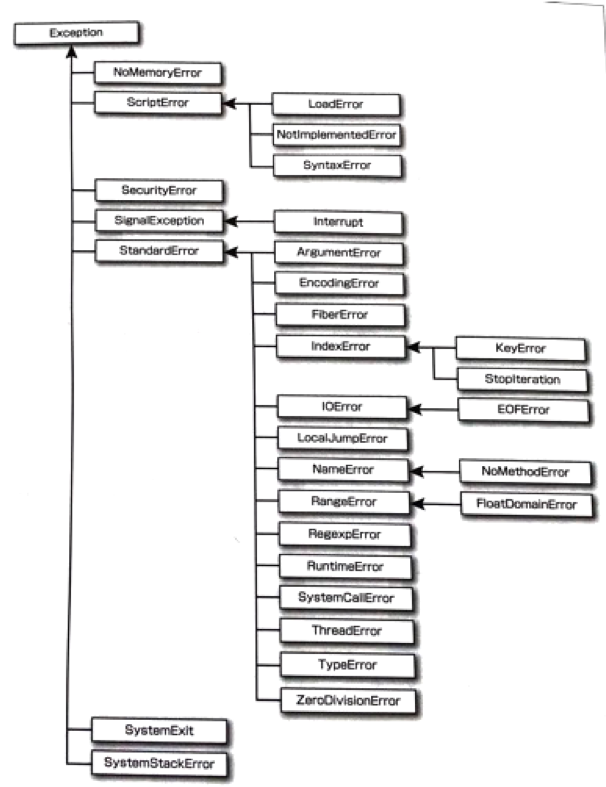 Exception
NoMemoryError
ScriptError
LoadError
NotImplementedError
SyntaxError
SecurityError
SignalException
Interrupt
StandardError
ArgumentError
EncodingError
FiberError
IndexError
KeyError
StopIteration
IOError
EOFError
LocalJumpError
NameError
NoMethodError
RangeError
FloatDomainError
RegexpError
RuntimeError
SystemCallError
ThreadError
TypeError
ZeroDivisionError
SystemExit
SystemStackError